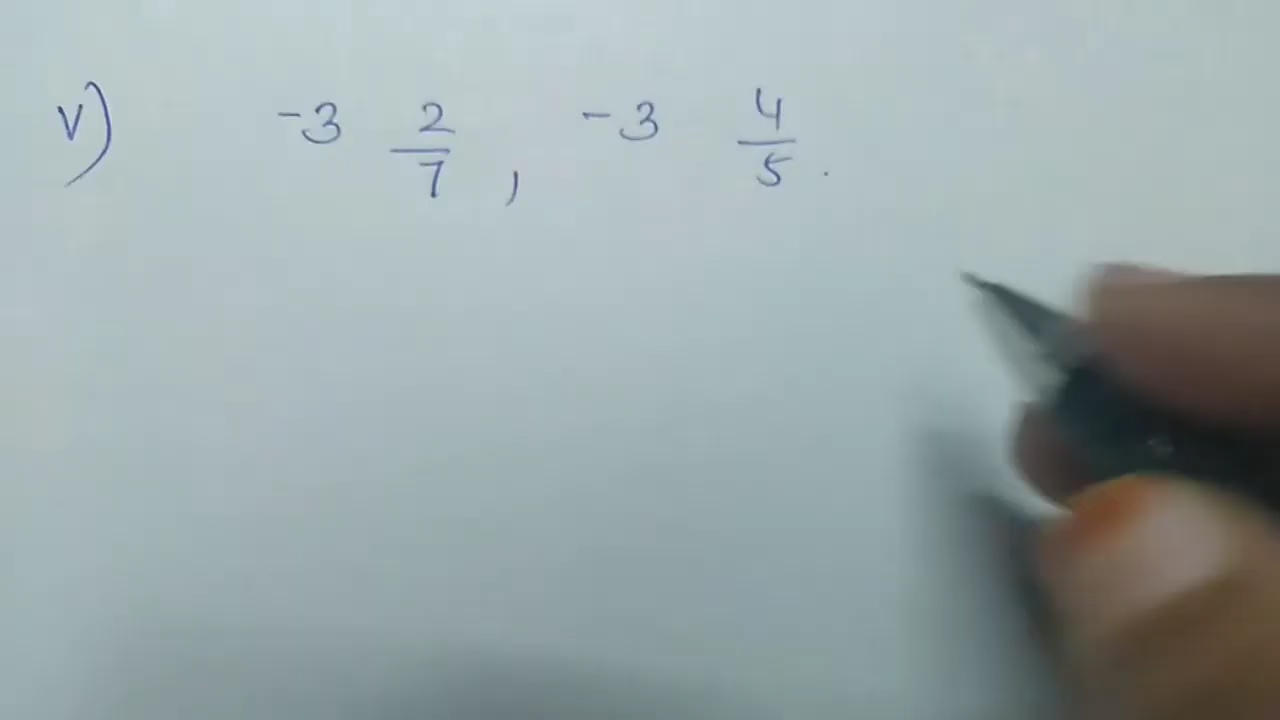 v) -3 2/7 , -3 4/5 .